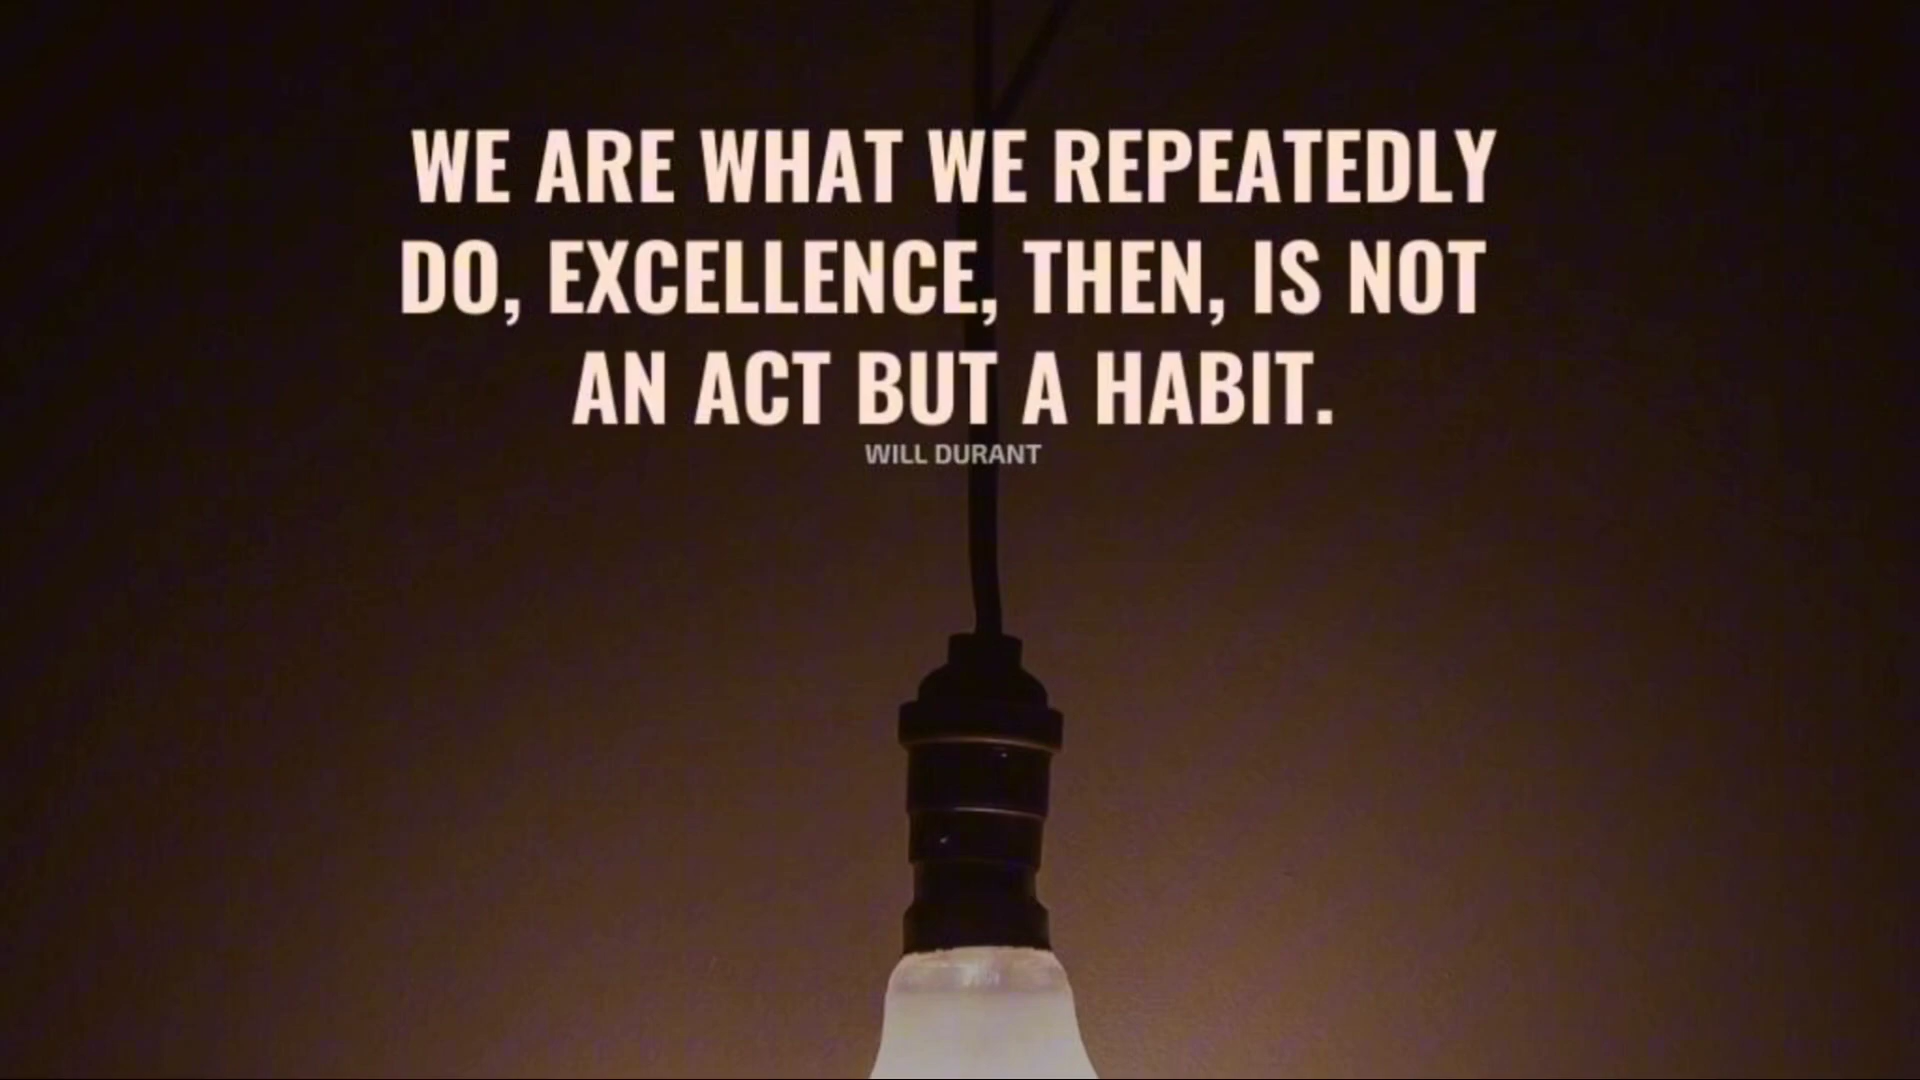 WE ARE WHAT WE REPEATEDLY
DO, EXCELLENCE, THEN, IS NOT
AN ACT BUT A HABIT.
WILL DURANT